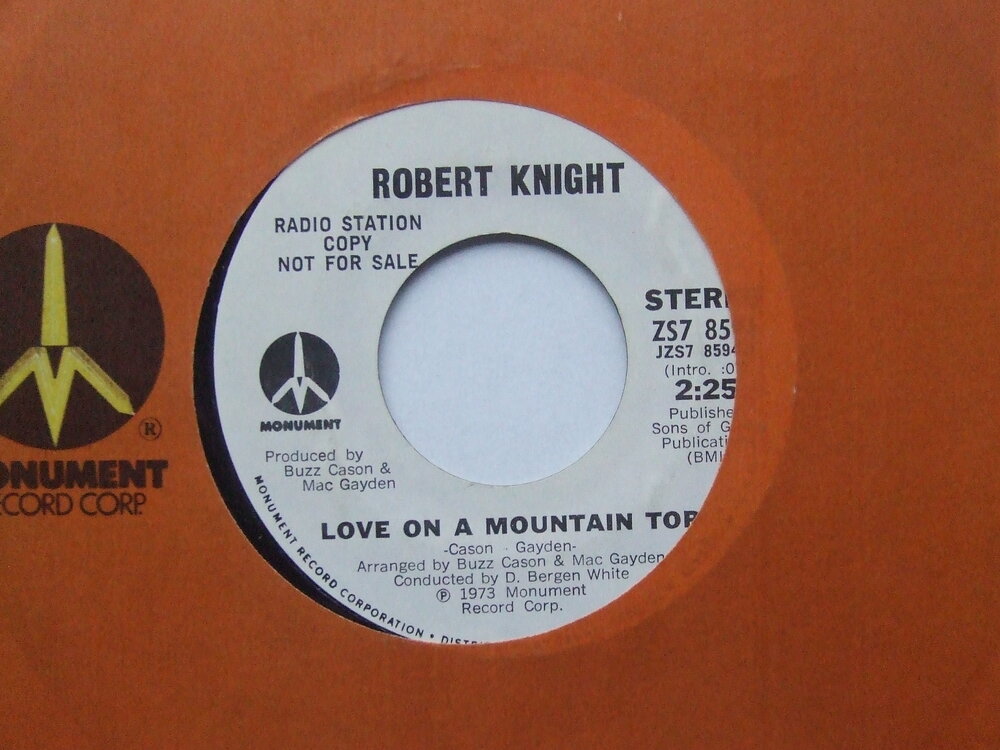 ROBERT KNIGHT
RADIO STATION
COPY
NOT FOR SALE
STER
ZS7 85
JZS7 8594
(Intro. :0
2:25
Publishe
Sons of G
Publicati
(BMI
MONUMENT
Produced by
Buzz Cason &
Mac Gayden
LOVE ON A MOUNTAIN TOP
-Cason - Gayden-
Arranged by Buzz Cason & Mac Gayden
Conducted by D. Bergen White
℗ 1973 Monument
Record Corp.
MONUMENT RECORD CORPORATION • DISTR
®
ONUMENT
ECORD CORP